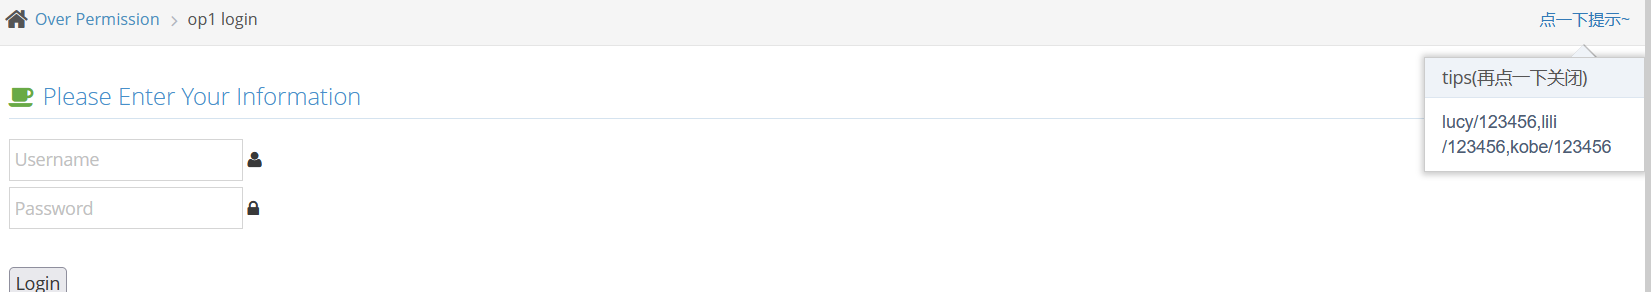 Over Permission > op1 login
点一下提示~
tips(再点一下关闭)
lucy/123456,lili
/123456,kobe/123456
Please Enter Your Information
Username
Password
Login